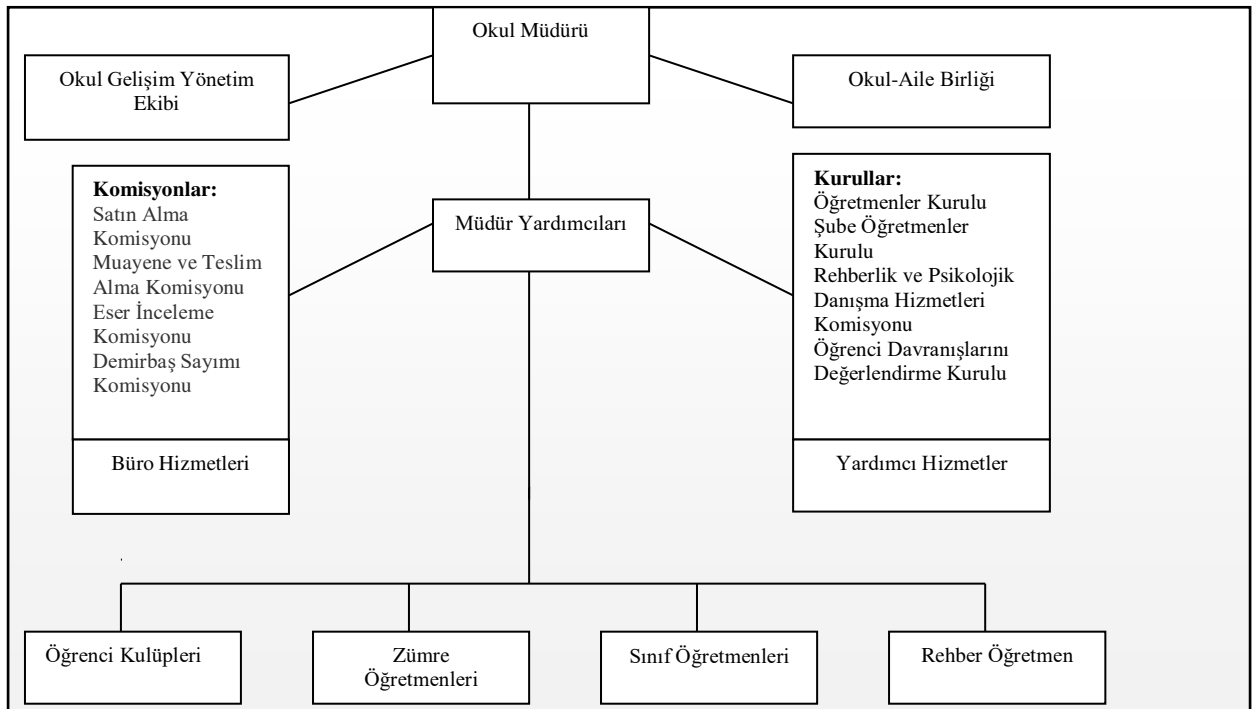 Okul Müdürü
Okul Gelişim Yönetim
Ekibi
Okul-Aile Birliği
Komisyonlar:
Satın Alma
Komisyonu
Muayene ve Teslim
Alma Komisyonu
Eser İnceleme
Komisyonu
Demirbaş Sayımı
Komisyonu
Müdür Yardımcıları
Kurullar:
Öğretmenler Kurulu
Şube Öğretmenler
Kurulu
Rehberlik ve Psikolojik
Danışma Hizmetleri
Komisyonu
Öğrenci Davranışlarını
Değerlendirme Kurulu
Büro Hizmetleri
Yardımcı Hizmetler
Öğrenci Kulüpleri
Zümre
Öğretmenleri
Sınıf Öğretmenleri
Rehber Öğretmen